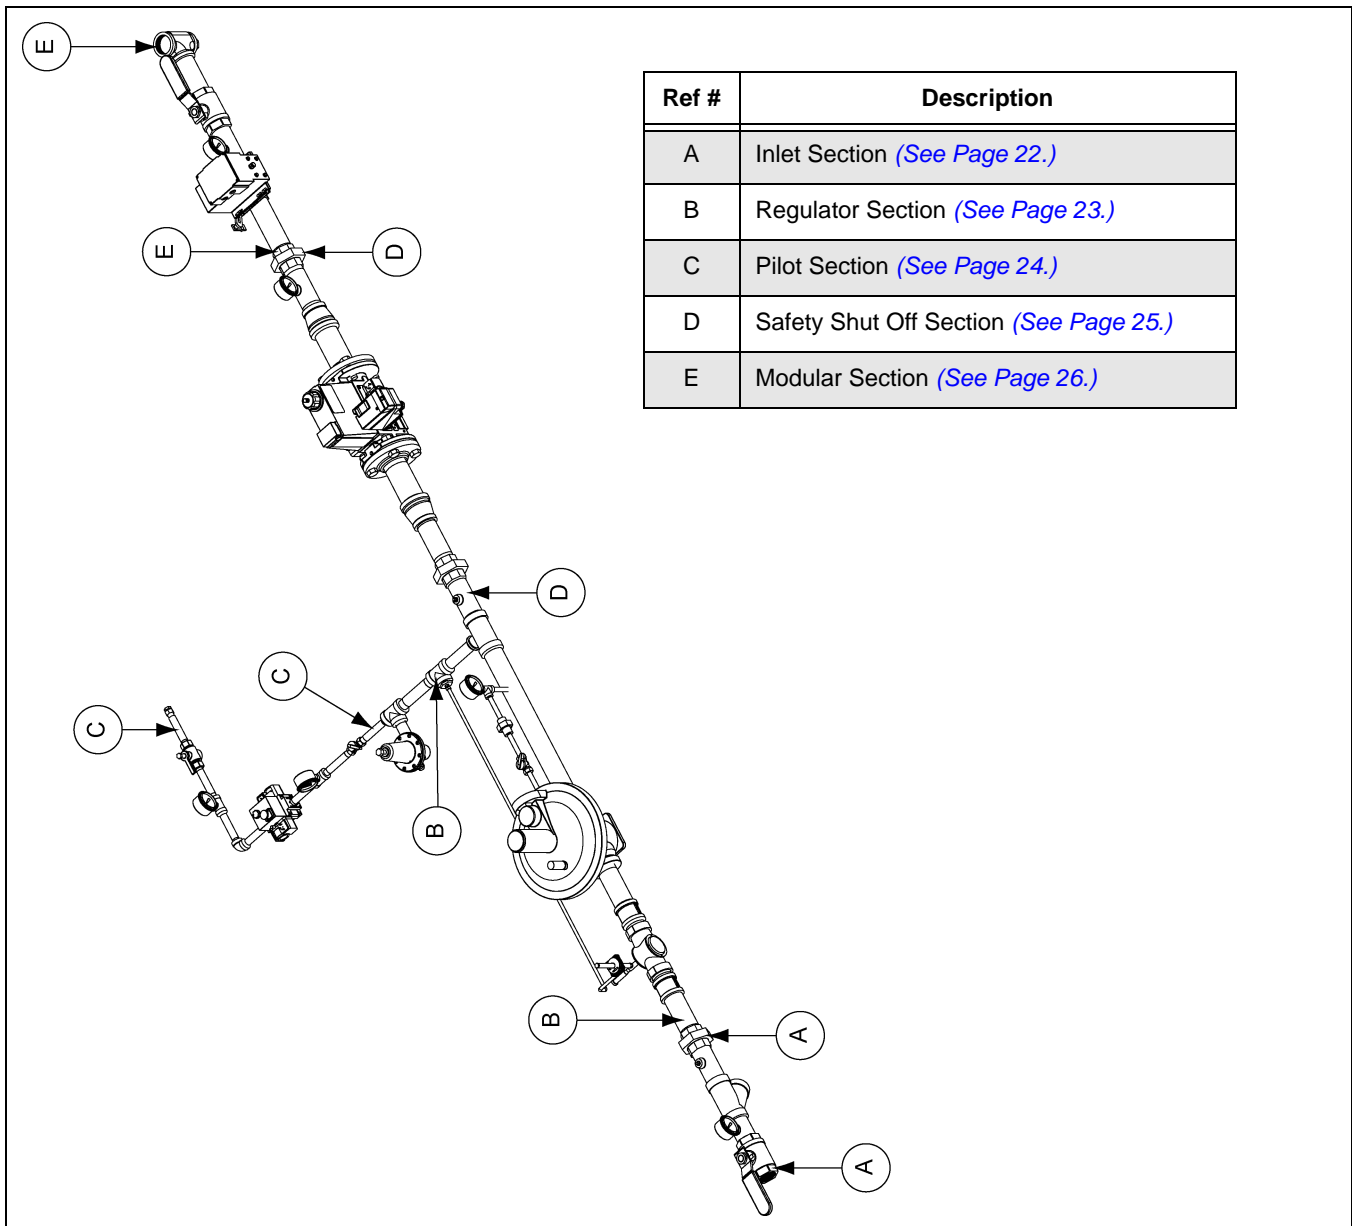 E
Ref # Description
A Inlet Section (See Page 22.)
B Regulator Section (See Page 23.)
C Pilot Section (See Page 24.)
D Safety Shut Off Section (See Page 25.)
E Modular Section (See Page 26.)
E D
D
C
C
B
B
A
A